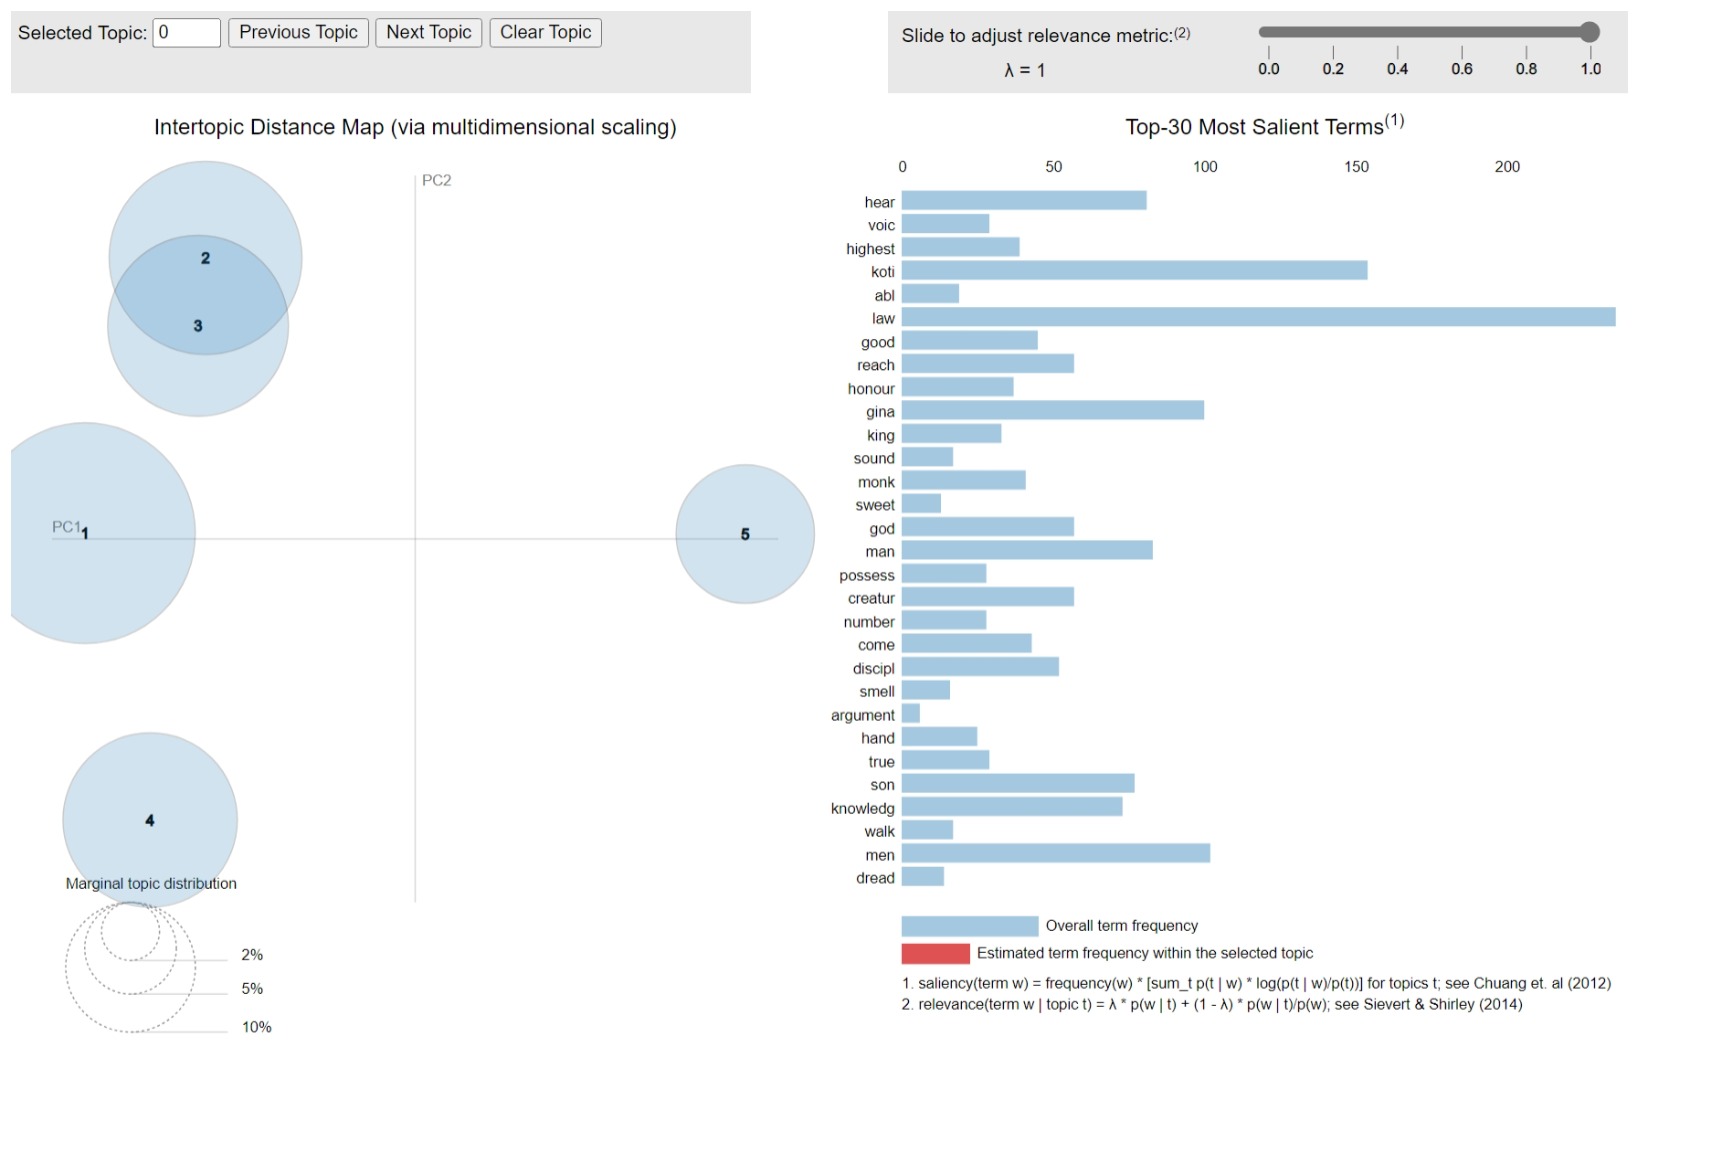 Selected Topic: 0 Previous Topic Next Topic Clear Topic
Slide to adjust relevance metric:(2)
λ = 1
0.0 0.2 0.4 0.6 0.8 1.0
Intertopic Distance Map (via multidimensional scaling)
PC2
2
3
PC1
1
5
4
Marginal topic distribution
2%
5%
10%
Top-30 Most Salient Terms(1)
0 50 100 150 200
hear
voic
highest
koti
abl
law
good
reach
honour
gina
king
sound
monk
sweet
god
man
possess
creatur
number
come
discipl
smell
argument
hand
true
son
knowledg
walk
men
dread
Overall term frequency
Estimated term frequency within the selected topic
1. saliency(term w) = frequency(w) * [sum_t p(t | w) * log(p(t | w)/p(t))] for topics t; see Chuang et. al (2012)
2. relevance(term w | topic t) = λ * p(w | t) + (1 - λ) * p(w | t)/p(w); see Sievert & Shirley (2014)